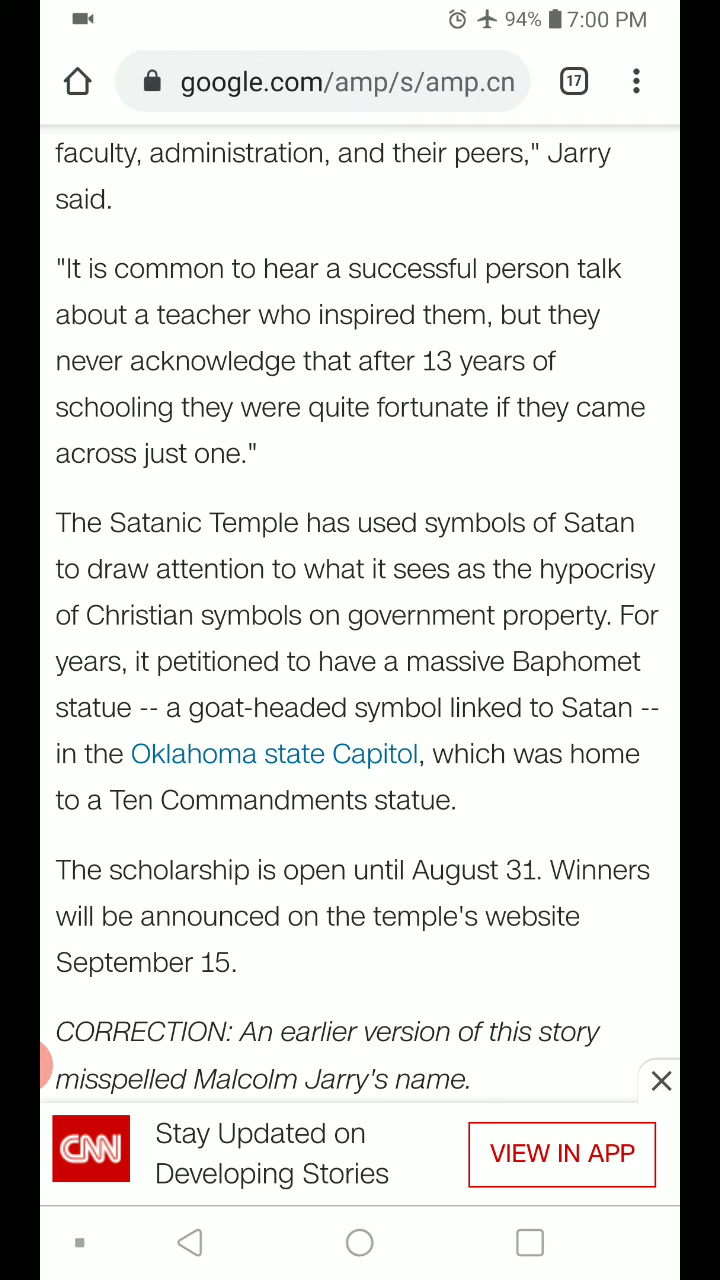 94% 7:00 PM
google.com/amp/s/amp.cn 17
faculty, administration, and their peers," Jarry
said.
"It is common to hear a successful person talk
about a teacher who inspired them, but they
never acknowledge that after 13 years of
schooling they were quite fortunate if they came
across just one."
The Satanic Temple has used symbols of Satan
to draw attention to what it sees as the hypocrisy
of Christian symbols on government property. For
years, it petitioned to have a massive Baphomet
statue -- a goat-headed symbol linked to Satan --
in the Oklahoma state Capitol, which was home
to a Ten Commandments statue.
The scholarship is open until August 31. Winners
will be announced on the temple's website
September 15.
CORRECTION: An earlier version of this story
misspelled Malcolm Jarry's name.
CNN
Stay Updated on
Developing Stories
VIEW IN APP